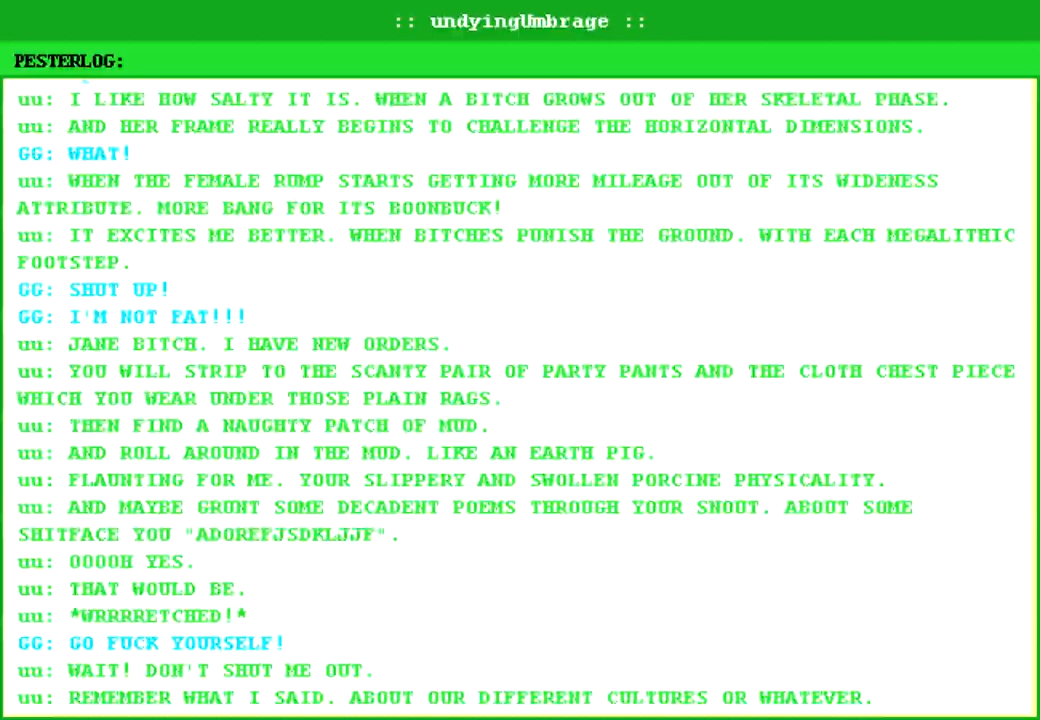 :: undyingUmbrage ::
PESTERLOG:
uu: I LIKE HOW SALTY IT IS. WHEN A BITCH GROWS OUT OF HER SKELETAL PHASE.
uu: AND HER FRAME REALLY BEGINS TO CHALLENGE THE HORIZONTAL DIMENSIONS.
GG: WHAT!
uu: WHEN THE FEMALE RUMP STARTS GETTING MORE MILEAGE OUT OF ITS WIDENESS
ATTRIBUTE. MORE BANG FOR ITS BOONBUCK!
uu: IT EXCITES ME BETTER. WHEN BITCHES PUNISH THE GROUND. WITH EACH MEGALITHIC
FOOTSTEP.
GG: SHUT UP!
GG: I'M NOT FAT!!!
uu: JANE BITCH. I HAVE NEW ORDERS.
uu: YOU WILL STRIP TO THE SCANTY PAIR OF PARTY PANTS AND THE CLOTH CHEST PIECE
WHICH YOU WEAR UNDER THOSE PLAIN RAGS.
uu: THEN FIND A NAUGHTY PATCH OF MUD.
uu: AND ROLL AROUND IN THE MUD. LIKE AN EARTH PIG.
uu: FLAUNTING FOR ME. YOUR SLIPPERY AND SWOLLEN PORCINE PHYSICALITY.
uu: AND MAYBE GRUNT SOME DECADENT POEMS THROUGH YOUR SNOUT. ABOUT SOME
SHITFACE YOU "ADOREFJSDKLJJF".
uu: OOOOH YES.
uu: THAT WOULD BE.
uu: *WRRRRETCHED!*
GG: GO FUCK YOURSELF!
uu: WAIT! DON'T SHUT ME OUT.
uu: REMEMBER WHAT I SAID. ABOUT OUR DIFFERENT CULTURES OR WHATEVER.